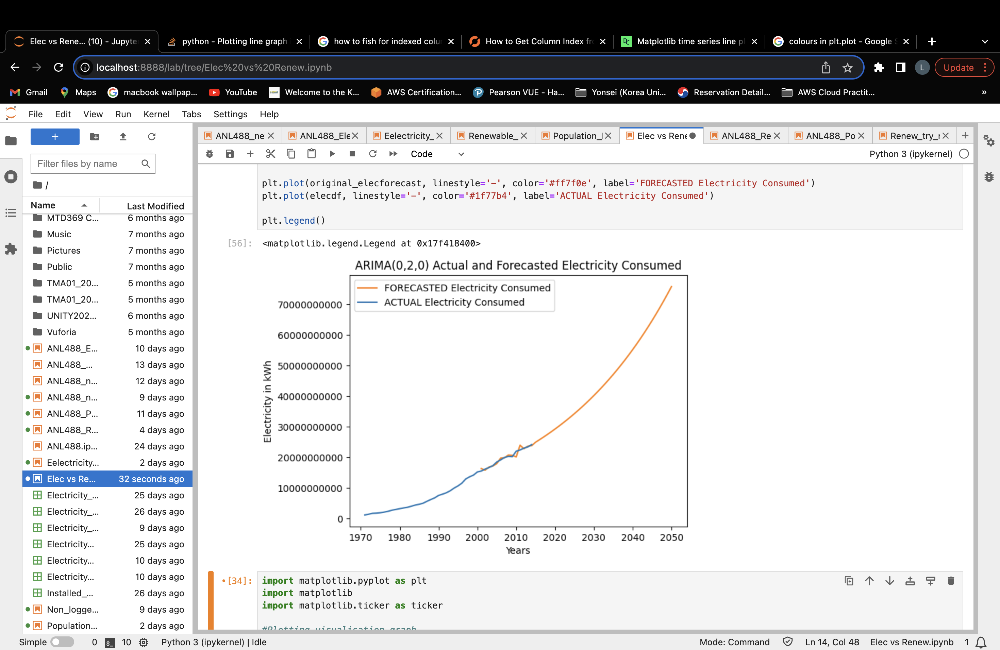 Elec vs Rene... (10) - Jupyte
python - Plotting line graph
how to fish for indexed colu
How to Get Column Index fr
Matplotlib time series line pl
colours in plt.plot - Google S
localhost:8888/lab/tree/Elec%20vs%20Renew.ipynb
L
Update
Gmail
Maps
macbook wallpap...
YouTube
Welcome to the K...
AWS Certification...
Pearson VUE - Ha...
Yonsei (Korea Uni...
Reservation Detail...
AWS Cloud Practit...
»
File Edit View Run Kernel Tabs Settings Help
Filter files by name
/
Name Last Modified
MTD369 C... 6 months ago
Music 7 months ago
Pictures 7 months ago
Public 7 months ago
TMA01_20... 5 months ago
TMA01_20... 5 months ago
UNITY202... 6 months ago
Vuforia 5 months ago
ANL488_E... 10 days ago
ANL488_... 13 days ago
ANL488_n... 12 days ago
ANL488_n... 9 days ago
ANL488_P... 11 days ago
ANL488_R... 4 days ago
ANL488.ip... 24 days ago
Eelectricity... 2 days ago
Elec vs Re... 32 seconds ago
Electricity_... 25 days ago
Electricity_... 26 days ago
Electricity_... 9 days ago
Electricity... 25 days ago
Electricity... 10 days ago
Electricity... 10 days ago
Installed_... 26 days ago
Non_logge... 9 days ago
Population... 2 days ago
ANL488_ne
ANL488_Ele
Eelectricity_
Renewable_
Population_
Elec vs Rene
ANL488_Re
ANL488_Po
Renew_try_r
Code
Python 3 (ipykernel)
plt.plot(original_elecforecast, linestyle='-', color='#ff7f0e', label='FORECASTED Electricity Consumed')
plt.plot(elecdf, linestyle='-', color='#1f77b4', label='ACTUAL Electricity Consumed')
plt.legend()
[56]: <matplotlib.legend.Legend at 0x17f418400>
ARIMA(0,2,0) Actual and Forecasted Electricity Consumed
FORECASTED Electricity Consumed
ACTUAL Electricity Consumed
70000000000
60000000000
50000000000
40000000000
30000000000
20000000000
10000000000
0
Electricity in kWh
1970 1980 1990 2000 2010 2020 2030 2040 2050
Years
[34]:
import matplotlib.pyplot as plt
import matplotlib
import matplotlib.ticker as ticker
#Plotting visualisation graph
Simple 0 $_ 10 Python 3 (ipykernel) | Idle
Mode: Command Ln 14, Col 48 Elec vs Renew.ipynb 1